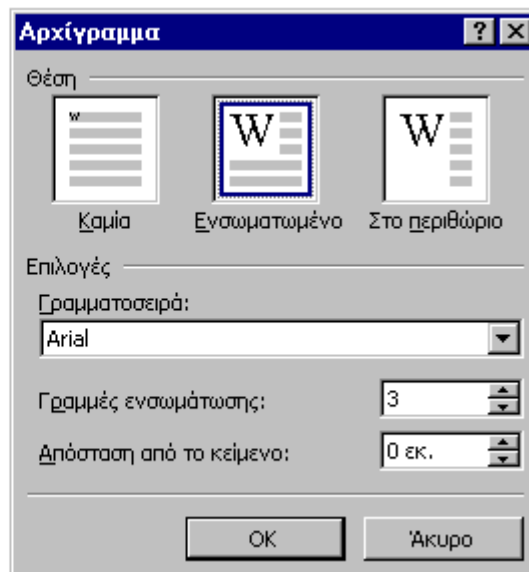 Αρχίγραμμα
Θέση
w W W
Καμία Ενσωματωμένο Στο περιθώριο
Επιλογές
Γραμματοσειρά:
Arial
Γραμμές ενσωμάτωσης: 3
Απόσταση από το κείμενο: 0 εκ.
OK Άκυρο